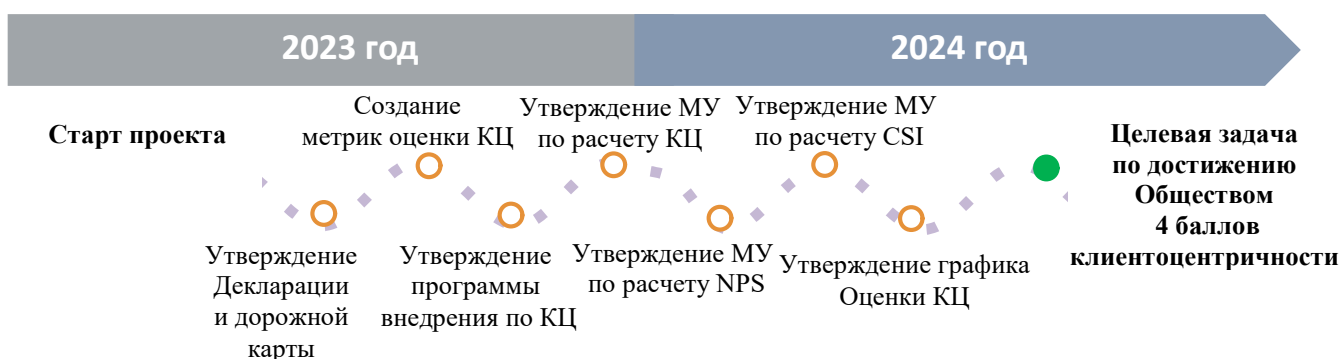 2023 год
2024 год
Старт проекта
Создание
метрик оценки КЦ
Утверждение МУ
по расчету КЦ
Утверждение МУ
по расчету CSI
Целевая задача
по достижению
Обществом
4 баллов
клиентоцентричности
Утверждение
Декларации
и дорожной
карты
Утверждение
программы
внедрения по КЦ
Утверждение МУ
по расчету NPS
Утверждение графика
Оценки КЦ